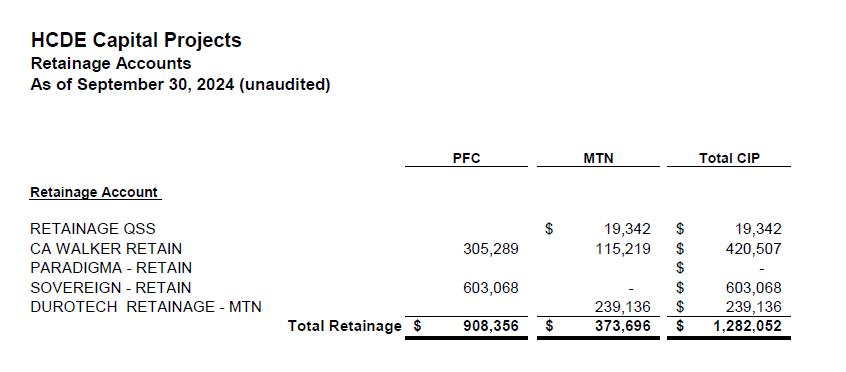 HCDE Capital Projects
Retainage Accounts
As of September 30, 2024 (unaudited)
PFC MTN Total CIP
Retainage Account
RETAINAGE QSS $ 19,342 $ 19,342
CA WALKER RETAIN 305,289 115,219 $ 420,507
PARADIGMA - RETAIN $ -
SOVEREIGN - RETAIN 603,068 - $ 603,068
DUROTECH RETAINAGE - MTN 239,136 $ 239,136
Total Retainage $ 908,356 $ 373,696 $ 1,282,052